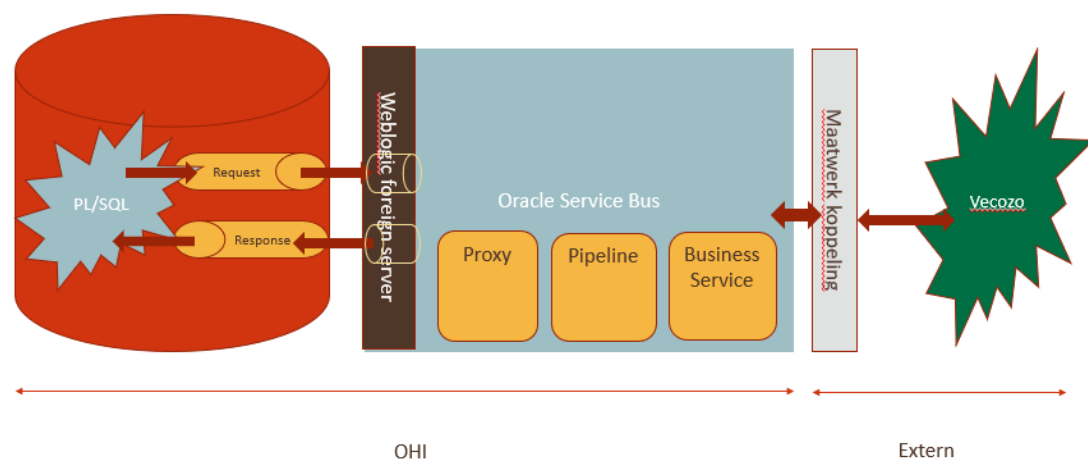 PL/SQL
Request
Response
Weblogic foreign server
Oracle Service Bus
Proxy
Pipeline
Business
Service
Maatwerk koppeling
Vecozo
OHI
Extern